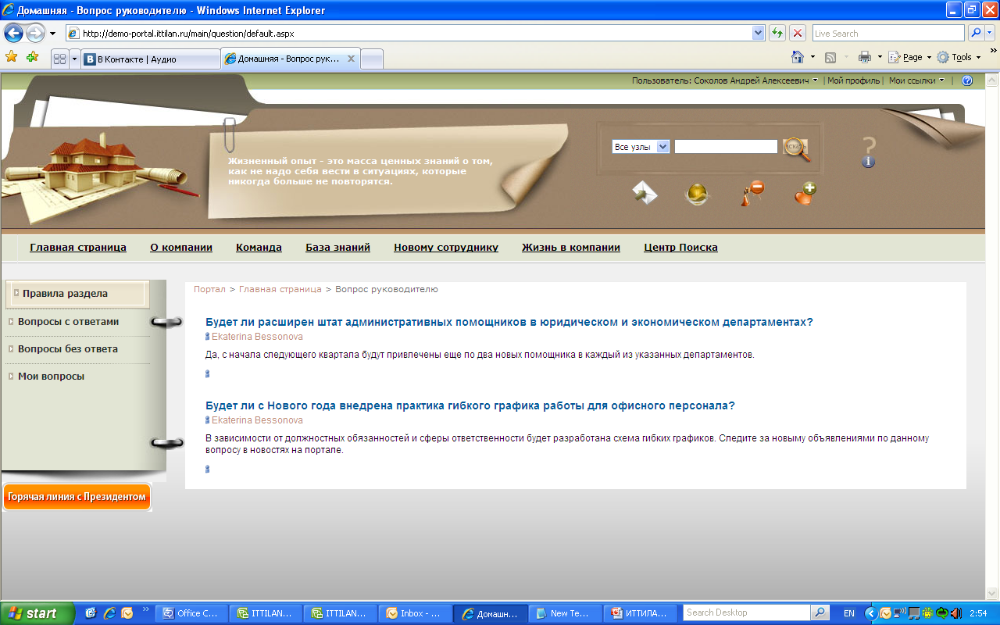 Домашняя - Вопрос руководителю - Windows Internet Explorer
http://demo-portal.ittilan.ru/main/question/default.aspx
Live Search
В Контакте | Аудио
Домашняя - Вопрос рук...
Page
Tools
Пользователь: Соколов Андрей Алексеевич | Мой профиль | Мои ссылки |
Жизненный опыт - это масса ценных знаний о том,
как не надо себя вести в ситуациях, которые
никогда больше не повторятся.
Все узлы
искать
Главная страница
О компании
Команда
База знаний
Новому сотруднику
Жизнь в компании
Центр Поиска
Правила раздела
Вопросы с ответами
Вопросы без ответа
Мои вопросы
Горячая линия с Президентом
Портал > Главная страница > Вопрос руководителю
Будет ли расширен штат административных помощников в юридическом и экономическом департаментах?
Ekaterina Bessonova
Да, с начала следующего квартала будут привлечены еще по два новых помощника в каждый из указанных департаментов.
Будет ли с Нового года внедрена практика гибкого графика работы для офисного персонала?
Ekaterina Bessonova
В зависимости от должностных обязанностей и сферы ответственности будет разработана схема гибких графиков. Следите за новыму объявлениями по данному
вопросу в новостях на портале.
start
Office C...
ITTILAN...
ITTILAN...
Inbox - ...
Домашн...
New Te...
ИТТИЛА...
Search Desktop
EN
2:54